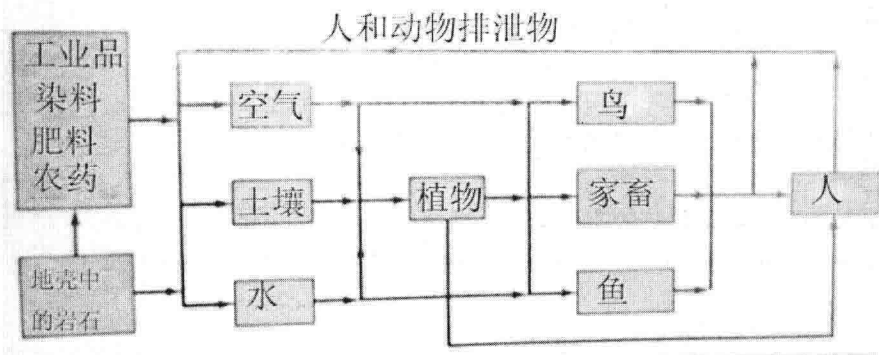 人和动物排泄物
工业品
染料
肥料
农药
空气
鸟
土壤
植物
家畜
人
地壳中
的岩石
水
鱼